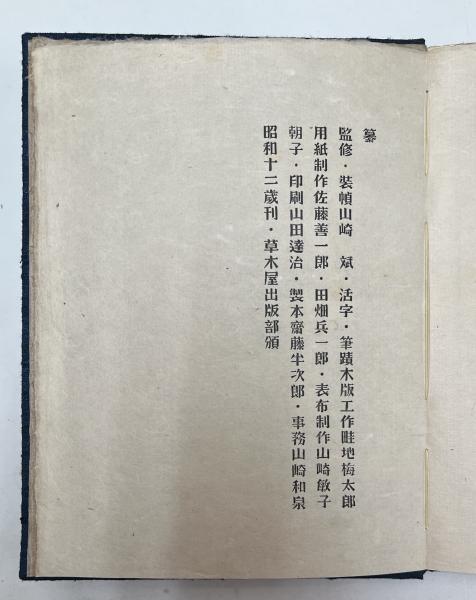 纂
監修・裝幀山崎　斌・活字・筆蹟木版工作畦地梅太郎
用紙制作佐藤善一郎・田畑兵一郎・表布制作山崎敏子
朝子・印刷山田達治・製本齋藤半次郎・事務山崎和泉
昭和十二歲刊・草木屋出版部頒